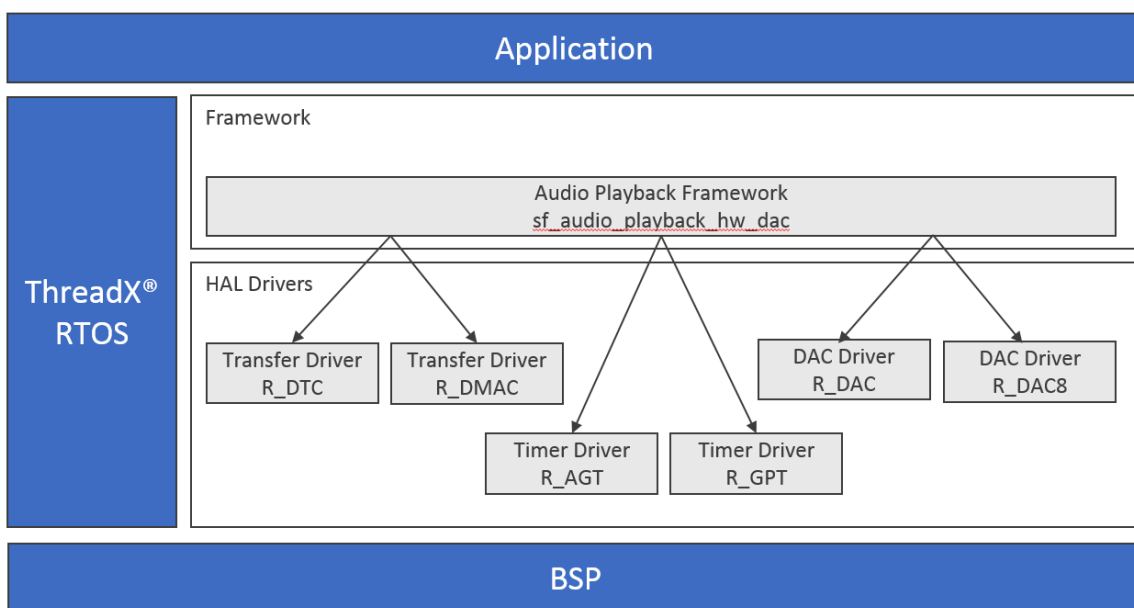 Application
ThreadX®
RTOS
Framework
Audio Playback Framework
sf_audio_playback_hw_dac
HAL Drivers
Transfer Driver
R_DTC
Transfer Driver
R_DMAC
Timer Driver
R_AGT
Timer Driver
R_GPT
DAC Driver
R_DAC
DAC Driver
R_DAC8
BSP